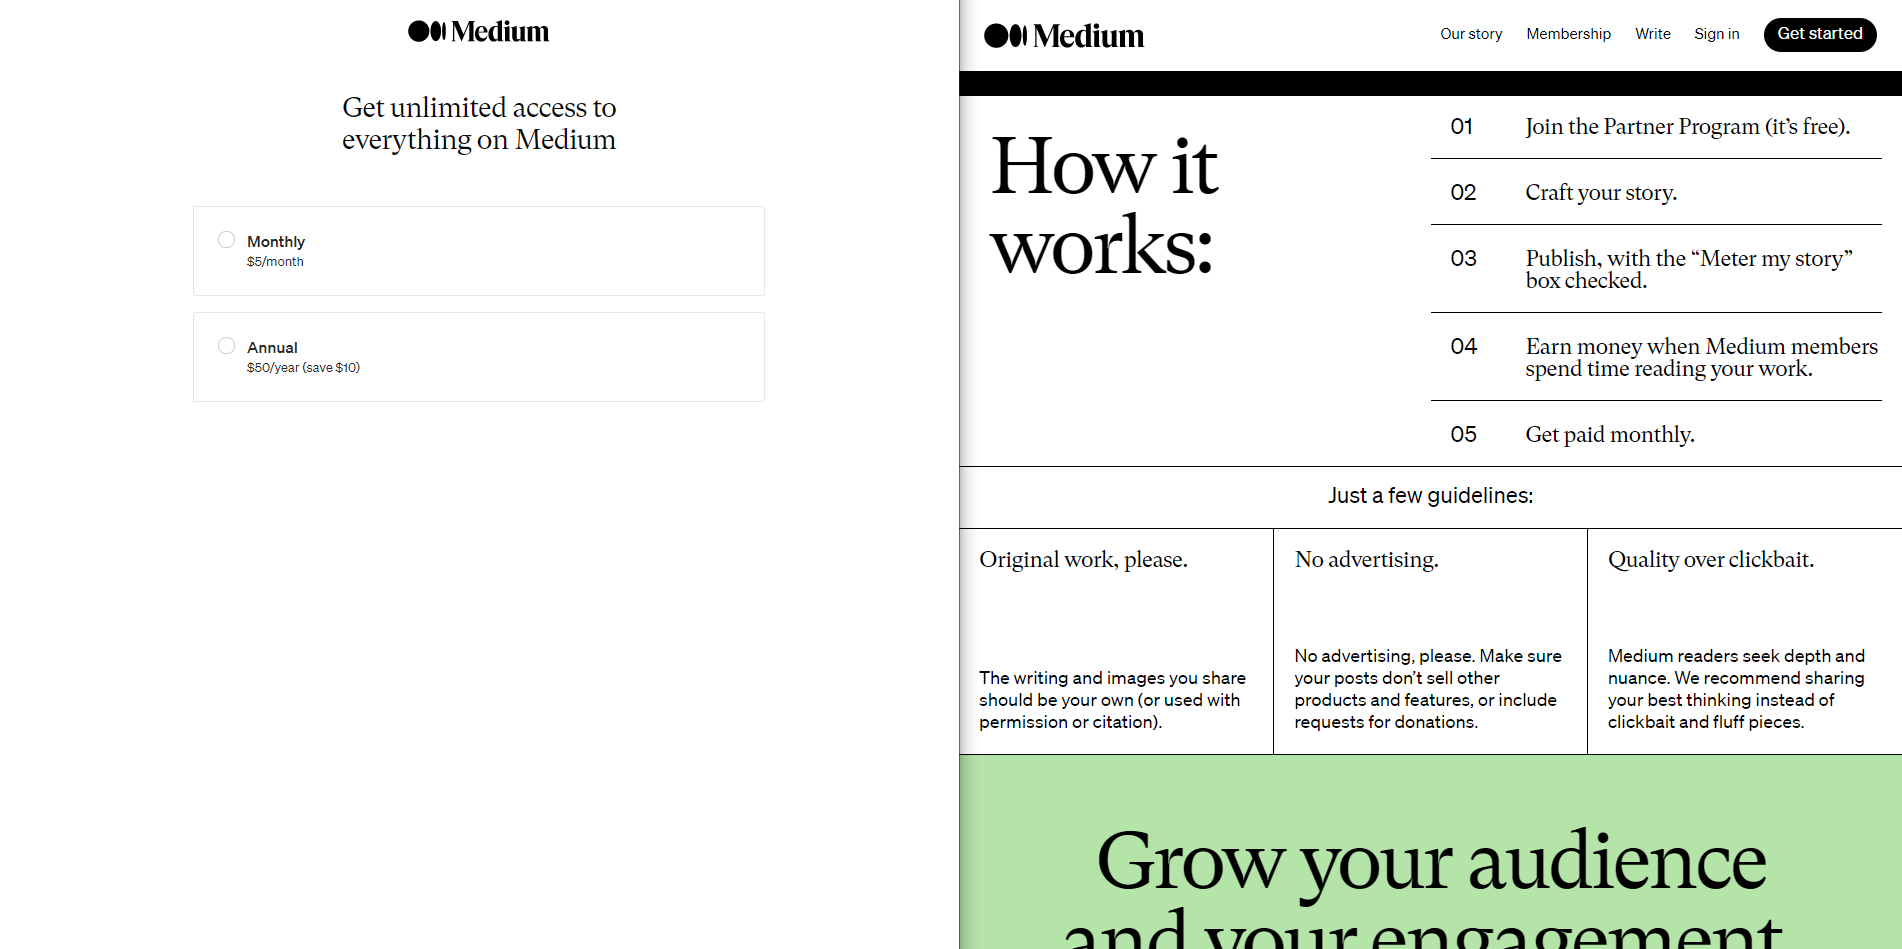 Medium
Get unlimited access to
everything on Medium
Monthly
$5/month
Annual
$50/year (save $10)
Medium
Our story
Membership
Write
Sign in
Get started
How it
works:
01
Join the Partner Program (it’s free).
02
Craft your story.
03
Publish, with the “Meter my story”
box checked.
04
Earn money when Medium members
spend time reading your work.
05
Get paid monthly.
Just a few guidelines:
Original work, please.
The writing and images you share
should be your own (or used with
permission or citation).
No advertising.
No advertising, please. Make sure
your posts don’t sell other
products and features, or include
requests for donations.
Quality over clickbait.
Medium readers seek depth and
nuance. We recommend sharing
your best thinking instead of
clickbait and fluff pieces.
Grow your audience
and your engagement